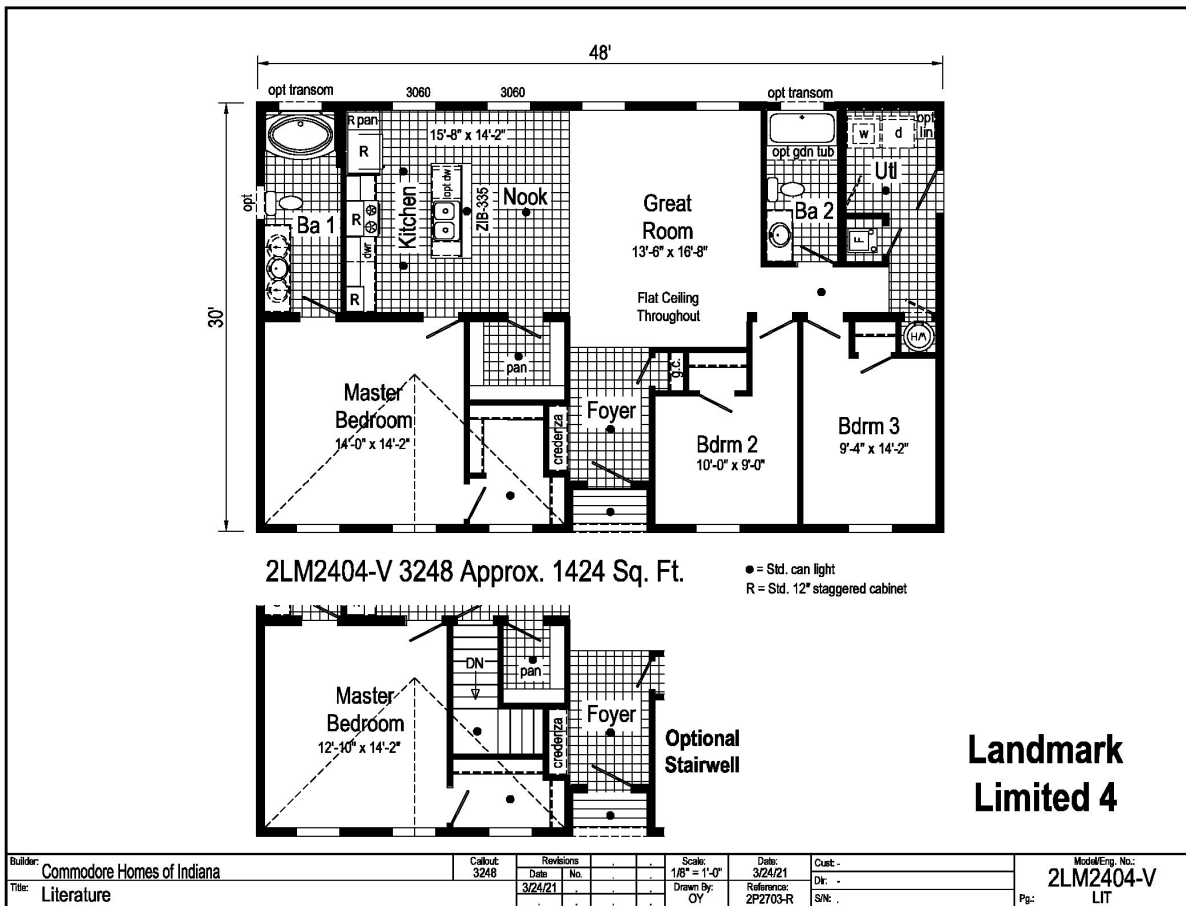 48'
opt transom
3060
3060
opt transom
R pan
R
15'-8" x 14'-2"
opt dw
opt gdn tub
w
d
opt lin
Utl
opt
Ba 1
R
Kitchen
ZIB-335
Nook
Great Room
13'-6" x 16'-8"
Ba 2
F
dwr
R
Flat Ceiling
Throughout
30'
HW
pan
g.c.
Master
Bedroom
14'-0" x 14'-2"
credenza
Foyer
Bdrm 2
10'-0" x 9'-0"
Bdrm 3
9'-4" x 14'-2"
2LM2404-V 3248 Approx. 1424 Sq. Ft.
● = Std. can light
R = Std. 12" staggered cabinet
DN
pan
Master
Bedroom
12'-10" x 14'-2"
credenza
Foyer
Optional
Stairwell
Landmark
Limited 4
Builder: Commodore Homes of Indiana
Title: Literature
Callout: 3248
Revisions
Date No.
3/24/21
Scale: 1/8" = 1'-0"
Drawn By: OY
Date: 3/24/21
Reference: 2P2703-R
Cust: -
Dlr: -
S/N: .
Model/Eng. No.: 2LM2404-V
Pg.: LIT